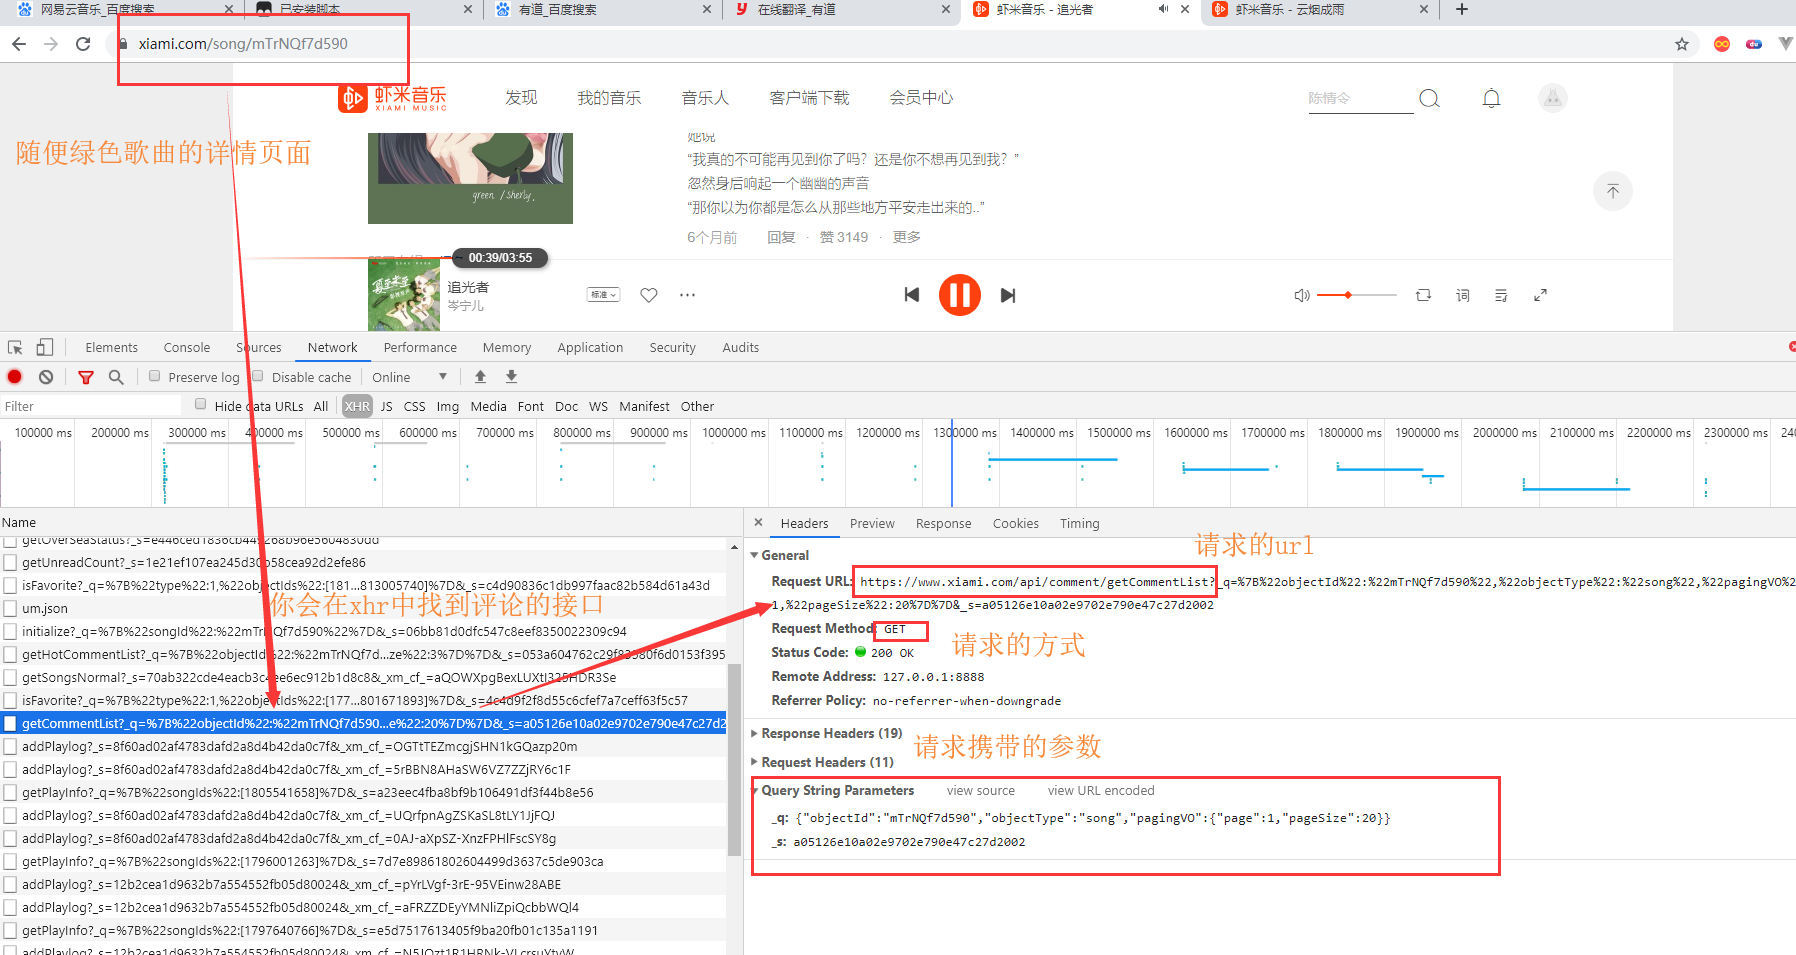 网易云音乐_百度搜索
已安装脚本
有道_百度搜索
在线翻译_有道
虾米音乐 - 追光者
虾米音乐 - 云烟成雨
xiami.com/song/mTrNQf7d590
虾米音乐
XIAMI MUSIC
发现
我的音乐
音乐人
客户端下载
会员中心
陈情令
随便绿色歌曲的详情页面
green / Sherly.
她说
“我真的不可能再见到你了吗？还是你不想再见到我？”
忽然身后响起一个幽幽的声音
“那你以为你都是怎么从那些地方平安走出来的..”
6个月前 回复 · 赞 3149 · 更多
00:39/03:55
追光者
岑宁儿
标准
词
Elements Console Sources Network Performance Memory Application Security Audits
Preserve log Disable cache Online
Filter Hide data URLs All XHR JS CSS Img Media Font Doc WS Manifest Other
100000 ms 200000 ms 300000 ms 400000 ms 500000 ms 600000 ms 700000 ms 800000 ms 900000 ms 1000000 ms 1100000 ms 1200000 ms 1300000 ms 1400000 ms 1500000 ms 1600000 ms 1700000 ms 1800000 ms 1900000 ms 2000000 ms 2100000 ms 2200000 ms 2300000 ms 240
Name
getUnreadCount?_s=1e21ef107ea245d30b58cea92d2efe86
isFavorite?_q=%7B%22type%22:1,%22objectIds%22:[181...813005740]%7D&_s=c4d90836c1db997faac82b584d61a43d
um.json
你会在xhr中找到评论的接口
initialize?_q=%7B%22songId%22:%22mTrNQf7d590%22%7D&_s=06bb81d0dfc547c8eef8350022309c94
getHotCommentList?_q=%7B%22objectId%22:%22mTrNQf7d...ze%22:3%7D%7D&_s=053a604762c29f83980f6d0153f395
getSongsNormal?_s=70ab322cde4eacb3c4ee6ec912b1d8c8&_xm_cf_=aQOWXpgBexLUXtJ325HDR3Se
isFavorite?_q=%7B%22type%22:1,%22objectIds%22:[177...801671893]%7D&_s=4c4d9f2f8d55c6cfef7a7ceff63f5c57
getCommentList?_q=%7B%22objectId%22:%22mTrNQf7d590...e%22:20%7D%7D&_s=a05126e10a02e9702e790e47c27d2
addPlaylog?_s=8f60ad02af4783dafd2a8d4b42da0c7f&_xm_cf_=OGTtTEZmcgjSHN1kGQazp20m
addPlaylog?_s=8f60ad02af4783dafd2a8d4b42da0c7f&_xm_cf_=5rBBN8AHaSW6VZ7ZZjRY6c1F
getPlayInfo?_q=%7B%22songIds%22:[1805541658]%7D&_s=a23eec4fba8bf9b106491df3f44b8e56
addPlaylog?_s=8f60ad02af4783dafd2a8d4b42da0c7f&_xm_cf_=UQrfpnAgZSKaSL8tLY1JjFQJ
addPlaylog?_s=8f60ad02af4783dafd2a8d4b42da0c7f&_xm_cf_=0AJ-aXpSZ-XnzFPHlFscSY8g
getPlayInfo?_q=%7B%22songIds%22:[1796001263]%7D&_s=7d7e89861802604499d3637c5de903ca
addPlaylog?_s=12b2cea1d9632b7a554552fb05d80024&_xm_cf_=pYrLVgf-3rE-95VEinw28ABE
addPlaylog?_s=12b2cea1d9632b7a554552fb05d80024&_xm_cf_=aFRZZDEyYMNliZpiQcbbWQl4
getPlayInfo?_q=%7B%22songIds%22:[1797640766]%7D&_s=e5d7517613405f9ba20fb01c135a1191
Headers Preview Response Cookies Timing
General
请求的url
Request URL: https://www.xiami.com/api/comment/getCommentList?_q=%7B%22objectId%22:%22mTrNQf7d590%22,%22objectType%22:%22song%22,%22pagingVO%2
1,%22pageSize%22:20%7D%7D&_s=a05126e10a02e9702e790e47c27d2002
Request Method: GET
请求的方式
Status Code: 200 OK
Remote Address: 127.0.0.1:8888
Referrer Policy: no-referrer-when-downgrade
Response Headers (19)
请求携带的参数
Request Headers (11)
Query String Parameters view source view URL encoded
_q: {"objectId":"mTrNQf7d590","objectType":"song","pagingVO":{"page":1,"pageSize":20}}
_s: a05126e10a02e9702e790e47c27d2002